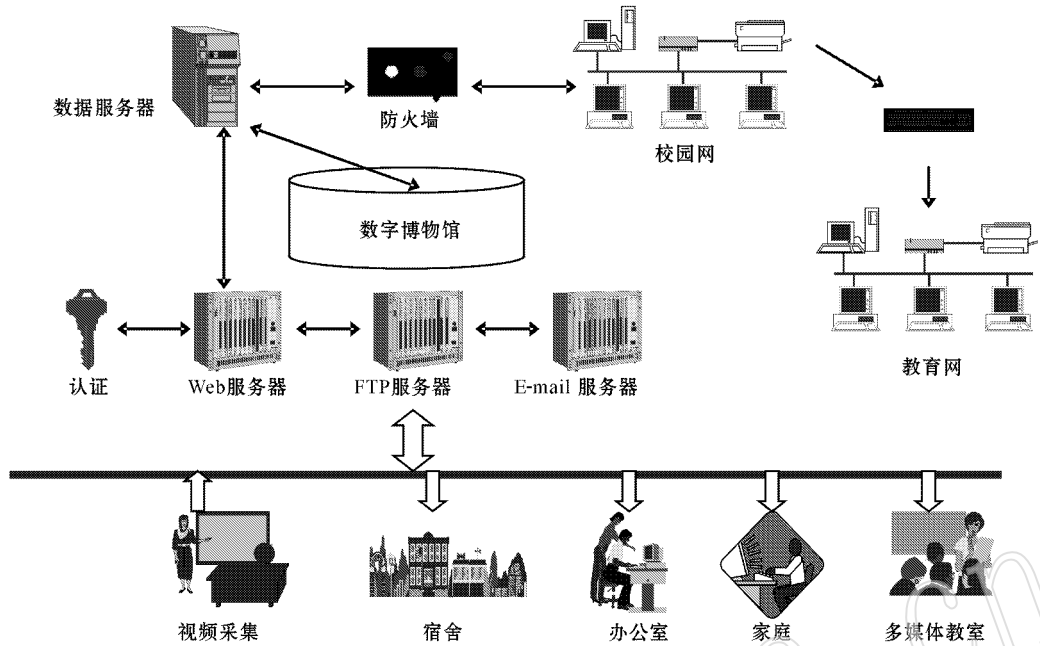 数据服务器
防火墙
校园网
数字博物馆
教育网
认证
Web服务器
FTP服务器
E-mail 服务器
视频采集
宿舍
办公室
家庭
多媒体教室